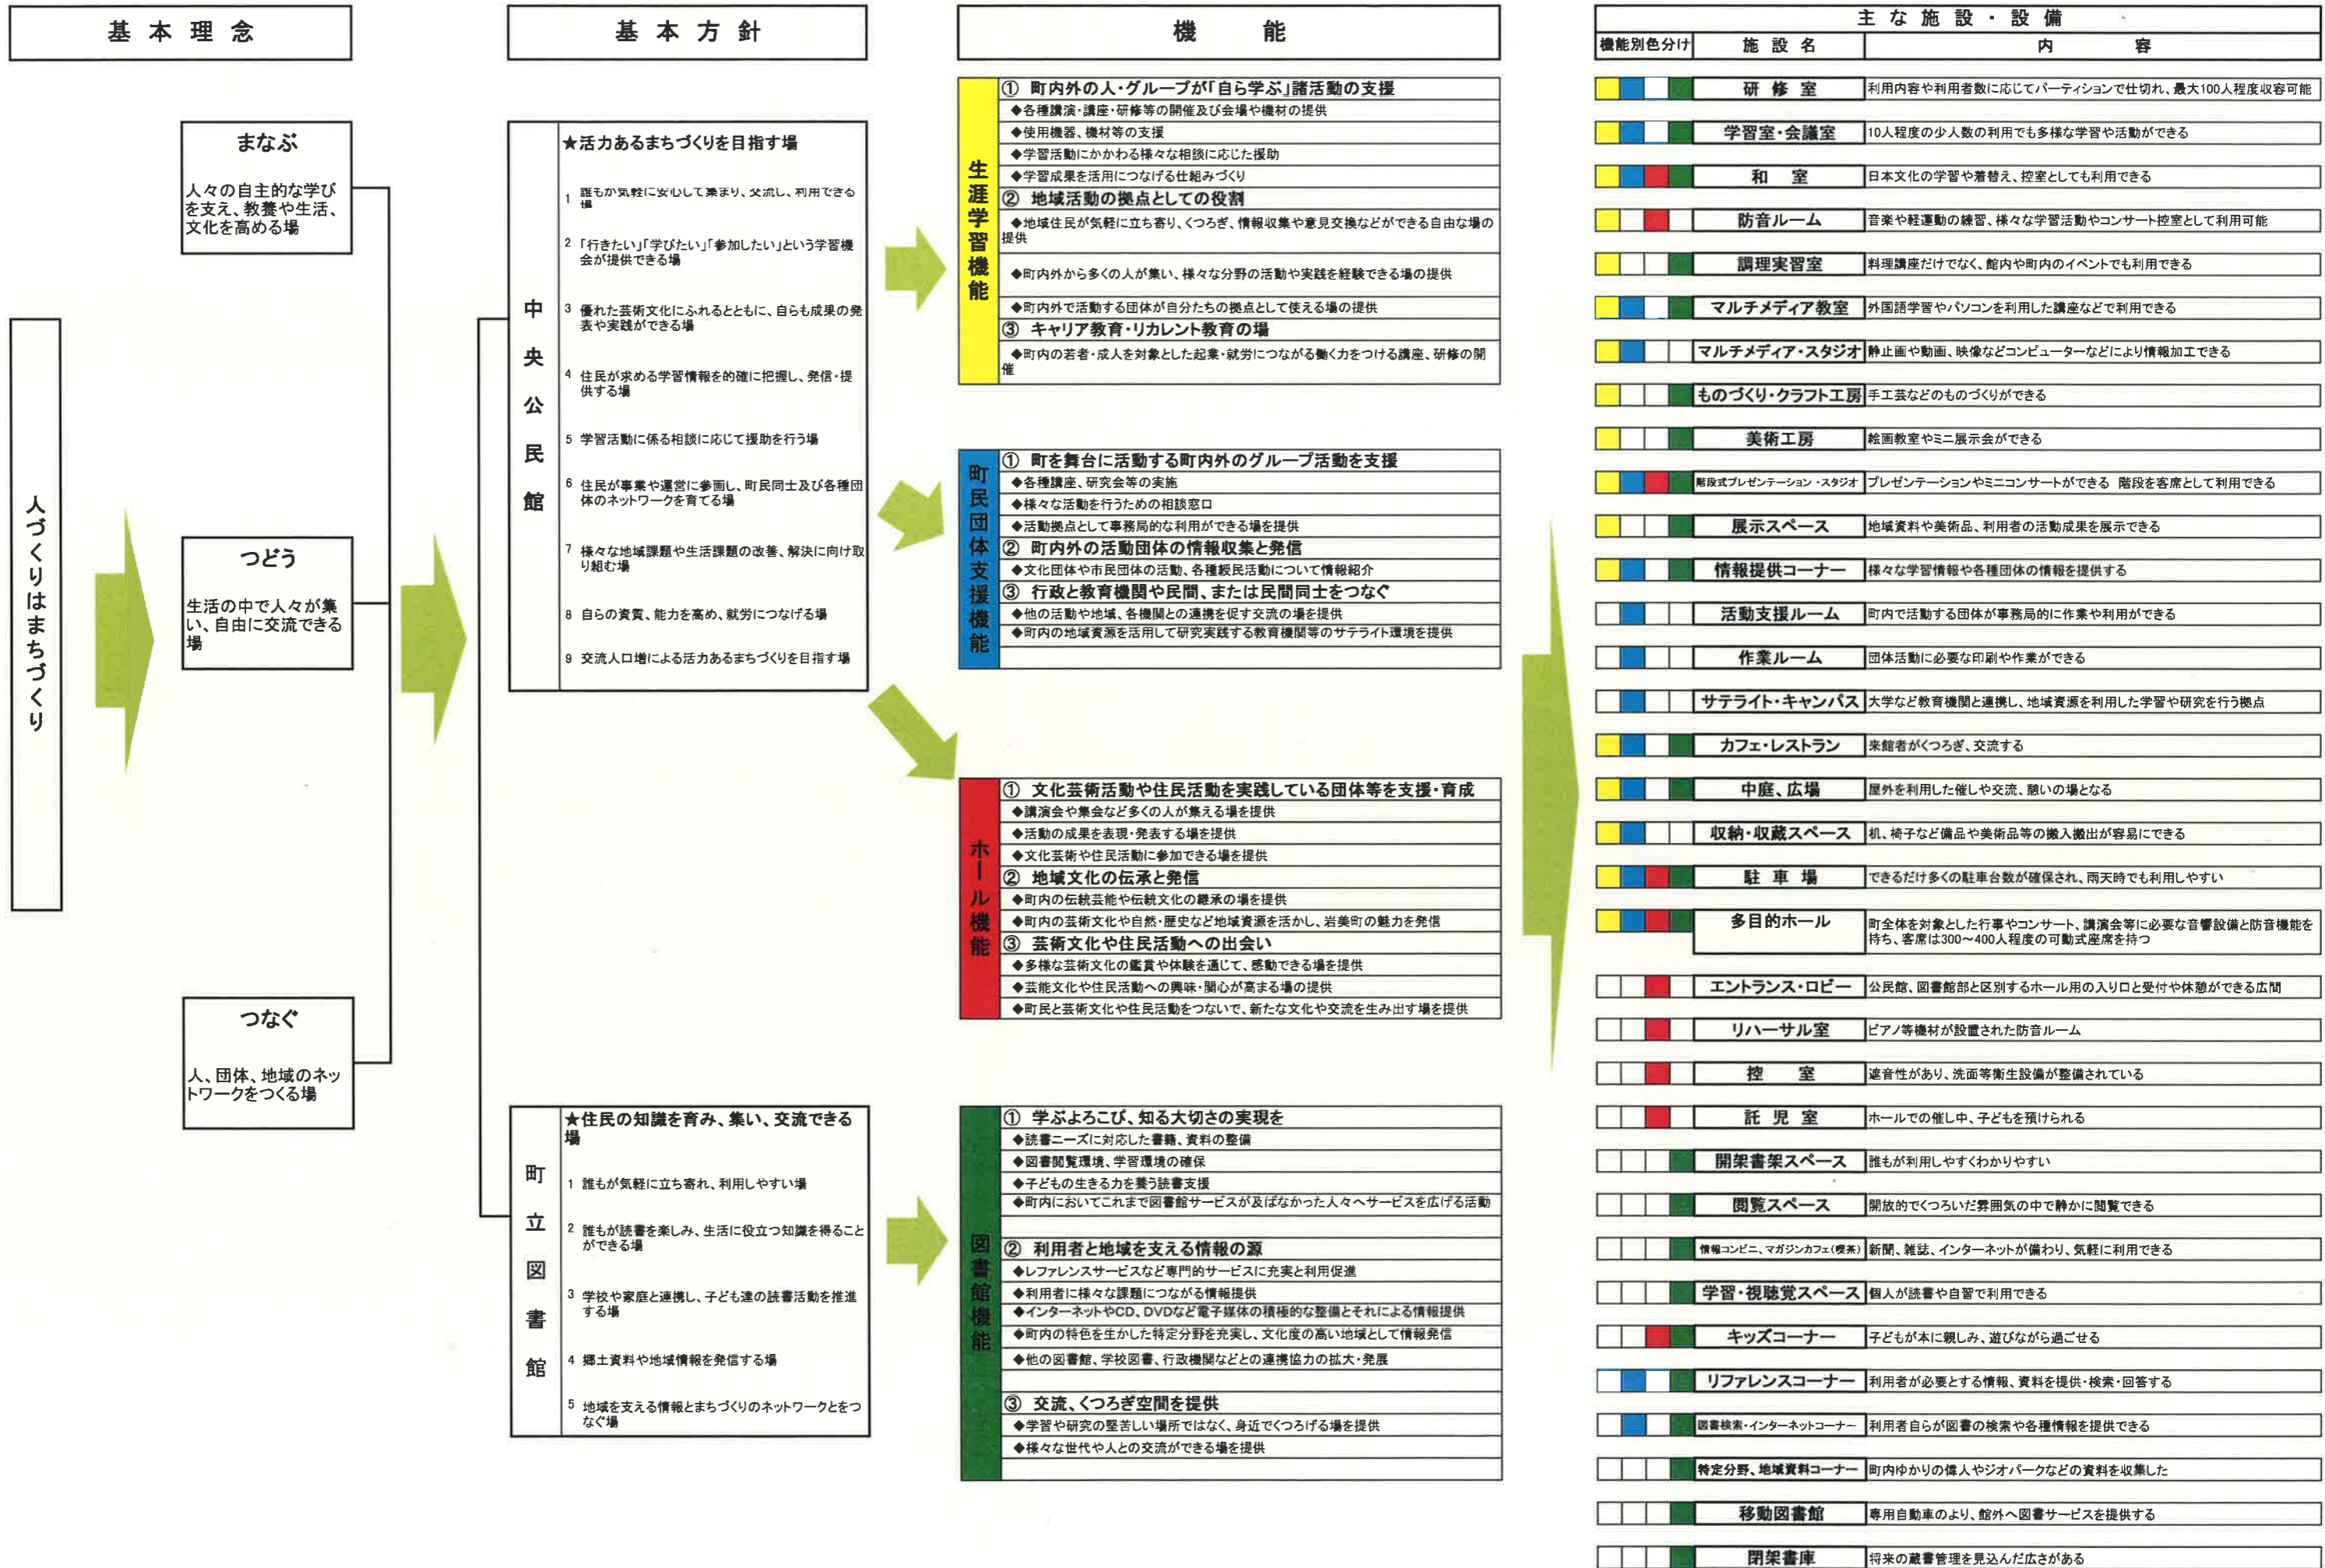 基本理念
人づくりはまちづくり
まなぶ
人々の自主的な学び
を支え、教養や生活、
文化を高める場
つどう
生活の中で人々が集
い、自由に交流できる
場
つなぐ
人、団体、地域のネッ
トワークをつくる場
基本方針
中央公民館
★活力あるまちづくりを目指す場
1 誰もが気軽に安心して集まり、交流し、利用できる
場
2 「行きたい」「学びたい」「参加したい」という学習機
会が提供できる場
3 優れた芸術文化にふれるとともに、自らも成果の発
表や実践ができる場
4 住民が求める学習情報を的確に把握し、発信・提
供する場
5 学習活動に係る相談に応じて援助を行う場
6 住民が事業や運営に参画し、町民同士及び各種団
体のネットワークを育てる場
7 様々な地域課題や生活課題の改善、解決に向け取
り組む場
8 自らの資質、能力を高め、就労につなげる場
9 交流人口増による活力あるまちづくりを目指す場
町立図書館
★住民の知識を育み、集い、交流できる
場
1 誰もが気軽に立ち寄れ、利用しやすい場
2 誰もが読書を楽しみ、生活に役立つ知識を得ること
ができる場
3 学校や家庭と連携し、子ども達の読書活動を推進
する場
4 郷土資料や地域情報を発信する場
5 地域を支える情報とまちづくりのネットワークとをつ
なぐ場
機能
生涯学習機能
① 町内外の人・グループが「自ら学ぶ」諸活動の支援
◆各種講演・講座・研修等の開催及び会場や機材の提供
◆使用機器、機材等の支援
◆学習活動にかかわる様々な相談に応じた援助
◆学習成果を活用につなげる仕組みづくり
② 地域活動の拠点としての役割
◆地域住民が気軽に立ち寄り、くつろぎ、情報収集や意見交換などができる自由な場の
提供
◆町内外から多くの人が集い、様々な分野の活動や実践を経験できる場の提供
◆町内外で活動する団体が自分たちの拠点として使える場の提供
③ キャリア教育・リカレント教育の場
◆町内の若者・成人を対象とした起業・就労につながる働く力をつける講座、研修の開
催
町民団体支援機能
① 町を舞台に活動する町内外のグループ活動を支援
◆各種講座、研究会等の実施
◆様々な活動を行うための相談窓口
◆活動拠点として事務局的な利用ができる場を提供
② 町内外の活動団体の情報収集と発信
◆文化団体や市民団体の活動、各種緩民活動について情報紹介
③ 行政と教育機関や民間、または民間同士をつなぐ
◆他の活動や地域、各機関との連携を促す交流の場を提供
◆町内の地域資源を活用して研究実践する教育機関等のサテライト環境を提供
ホール機能
① 文化芸術活動や住民活動を実践している団体等を支援・育成
◆講演会や集会など多くの人が集える場を提供
◆活動の成果を表現・発表する場を提供
◆文化芸術や住民活動に参加できる場を提供
② 地域文化の伝承と発信
◆町内の伝統芸能や伝統文化の継承の場を提供
◆町内の芸術文化や自然・歴史など地域資源を活かし、岩美町の魅力を発信
③ 芸術文化や住民活動への出会い
◆多様な芸術文化の鑑賞や体験を通じて、感動できる場を提供
◆芸能文化や住民活動への興味・関心が高まる場の提供
◆町民と芸術文化や住民活動をつないで、新たな文化や交流を生み出す場を提供
図書館機能
① 学ぶよろこび、知る大切さの実現を
◆読書ニーズに対応した書籍、資料の整備
◆図書閲覧環境、学習環境の確保
◆子どもの生きる力を養う読書支援
◆町内においてこれまで図書館サービスが及ばなかった人々へサービスを広げる活動
② 利用者と地域を支える情報の源
◆レファレンスサービスなど専門的サービスに充実と利用促進
◆利用者に様々な課題につながる情報提供
◆インターネットやCD、DVDなど電子媒体の積極的な整備とそれによる情報提供
◆町内の特色を生かした特定分野を充実し、文化度の高い地域として情報発信
◆他の図書館、学校図書、行政機関などとの連携協力の拡大・発展
③ 交流、くつろぎ空間を提供
◆学習や研究の堅苦しい場所ではなく、身近でくつろげる場を提供
◆様々な世代や人との交流ができる場を提供
主な施設・設備
機能別色分け 施設名 内容
研修室 利用内容や利用者数に応じてパーティションで仕切れ、最大100人程度収容可能
学習室・会議室 10人程度の少人数の利用でも多様な学習や活動ができる
和室 日本文化の学習や着替え、控室としても利用できる
防音ルーム 音楽や軽運動の練習、様々な学習活動やコンサート控室として利用可能
調理実習室 料理講座だけでなく、館内や町内のイベントでも利用できる
マルチメディア教室 外国語学習やパソコンを利用した講座などで利用できる
マルチメディア・スタジオ 静止画や動画、映像などコンピューターなどにより情報加工できる
ものづくり・クラフト工房 手工芸などのものづくりができる
美術工房 絵画教室やミニ展示会ができる
階段式プレゼンテーション・スタジオ プレゼンテーションやミニコンサートができる 階段を客席として利用できる
展示スペース 地域資料や美術品、利用者の活動成果を展示できる
情報提供コーナー 様々な学習情報や各種団体の情報を提供する
活動支援ルーム 町内で活動する団体が事務局的に作業や利用ができる
作業ルーム 団体活動に必要な印刷や作業ができる
サテライト・キャンパス 大学など教育機関と連携し、地域資源を利用した学習や研究を行う拠点
カフェ・レストラン 来館者がくつろぎ、交流する
中庭、広場 屋外を利用した催しや交流、憩いの場となる
収納・収蔵スペース 机、椅子など備品や美術品等の搬入搬出が容易にできる
駐車場 できるだけ多くの駐車台数が確保され、雨天時でも利用しやすい
多目的ホール 町全体を対象とした行事やコンサート、講演会等に必要な音響設備と防音機能を
持ち、客席は300～400人程度の可動式座席を持つ
エントランス・ロビー 公民館、図書館部と区別するホール用の入り口と受付や休憩ができる広間
リハーサル室 ピアノ等機材が設置された防音ルーム
控室 遮音性があり、洗面等衛生設備が整備されている
託児室 ホールでの催し中、子どもを預けられる
開架書架スペース 誰もが利用しやすくわかりやすい
閲覧スペース 開放的でくつろいだ雰囲気の中で静かに閲覧できる
情報コンビニ、マガジンカフェ(喫茶) 新聞、雑誌、インターネットが備わり、気軽に利用できる
学習・視聴覚スペース 個人が読書や自習で利用できる
キッズコーナー 子どもが本に親しみ、遊びながら過ごせる
リファレンスコーナー 利用者が必要とする情報、資料を提供・検索・回答する
図書検索・インターネットコーナー 利用者自らが図書の検索や各種情報を提供できる
特定分野、地域資料コーナー 町内ゆかりの偉人やジオパークなどの資料を収集した
移動図書館 専用自動車のより、館外へ図書サービスを提供する
閉架書庫 将来の蔵書管理を見込んだ広さがある